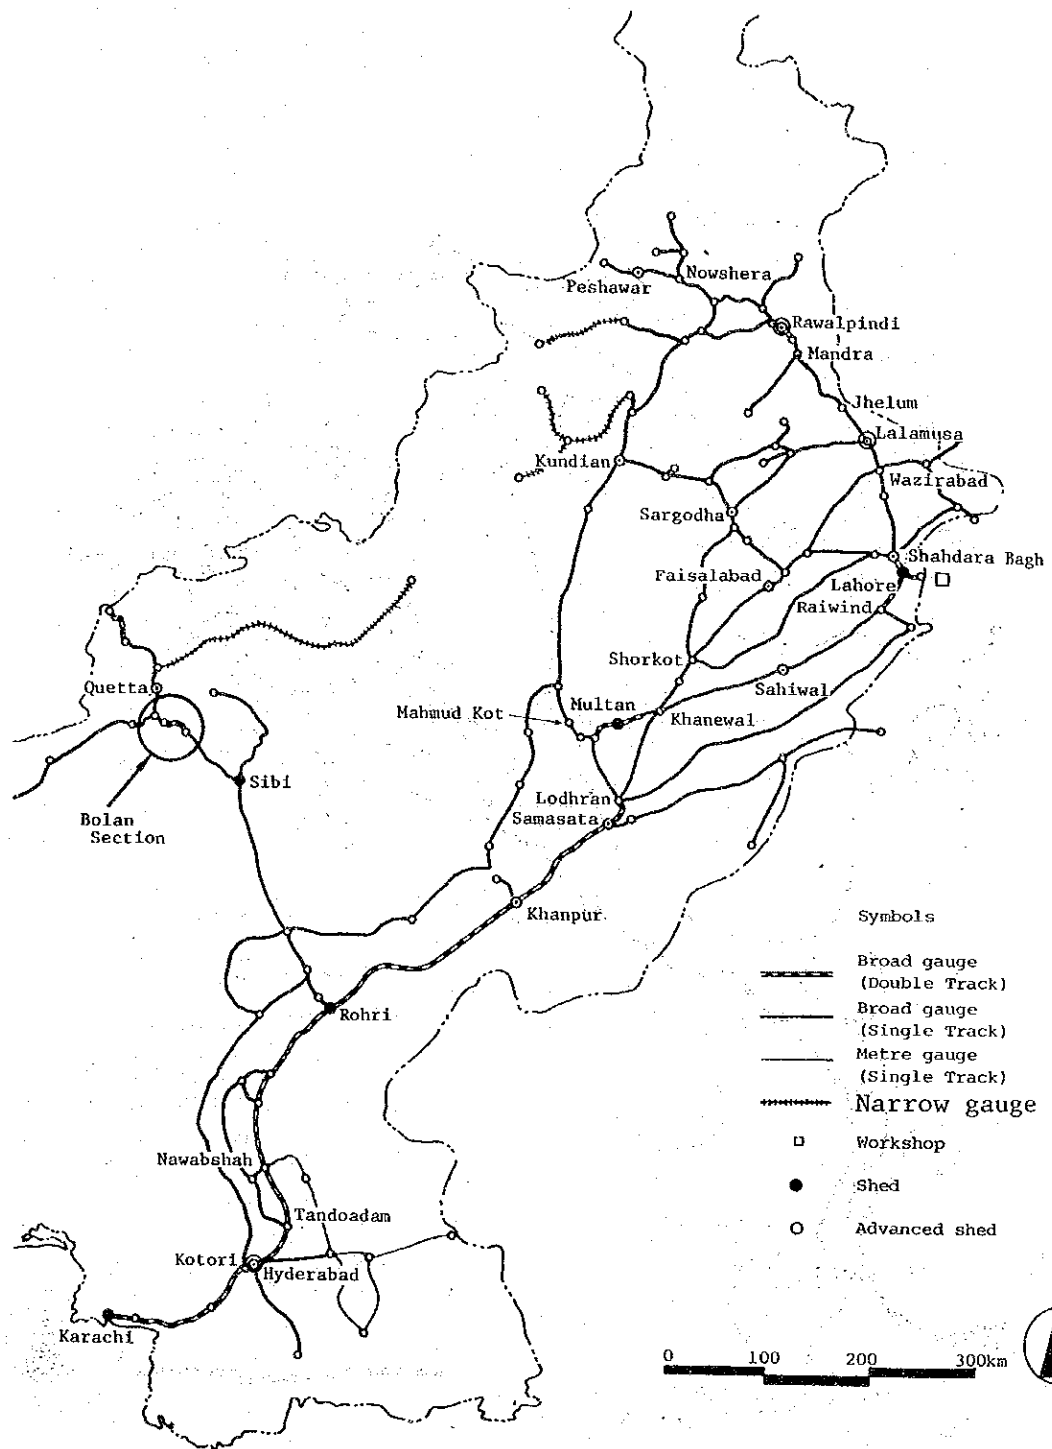 Nowshera
Peshawar
Rawalpindi
Mandra
Jhelum
Lalamusa
Kundian
Wazirabad
Sargodha
Shahdara Bagh
Faisalabad
Lahore
Raiwind
Shorkot
Quetta
Sahiwal
Multan
Mahmud Kot
Khanewal
Sibi
Lodhran
Bolan
Section
Samasata
Khanpur
Symbols
Broad gauge
(Double Track)
Rohri
Broad gauge
(Single Track)
Metre gauge
(Single Track)
Narrow gauge
Workshop
Nawabshah
Shed
Tandoadam
Advanced shed
Kotori
Hyderabad
Karachi
0 100 200 300km